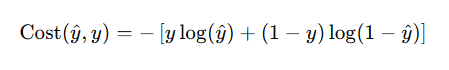 Cost(ŷ, y) = − [y log(ŷ) + (1 − y) log(1 − ŷ)]